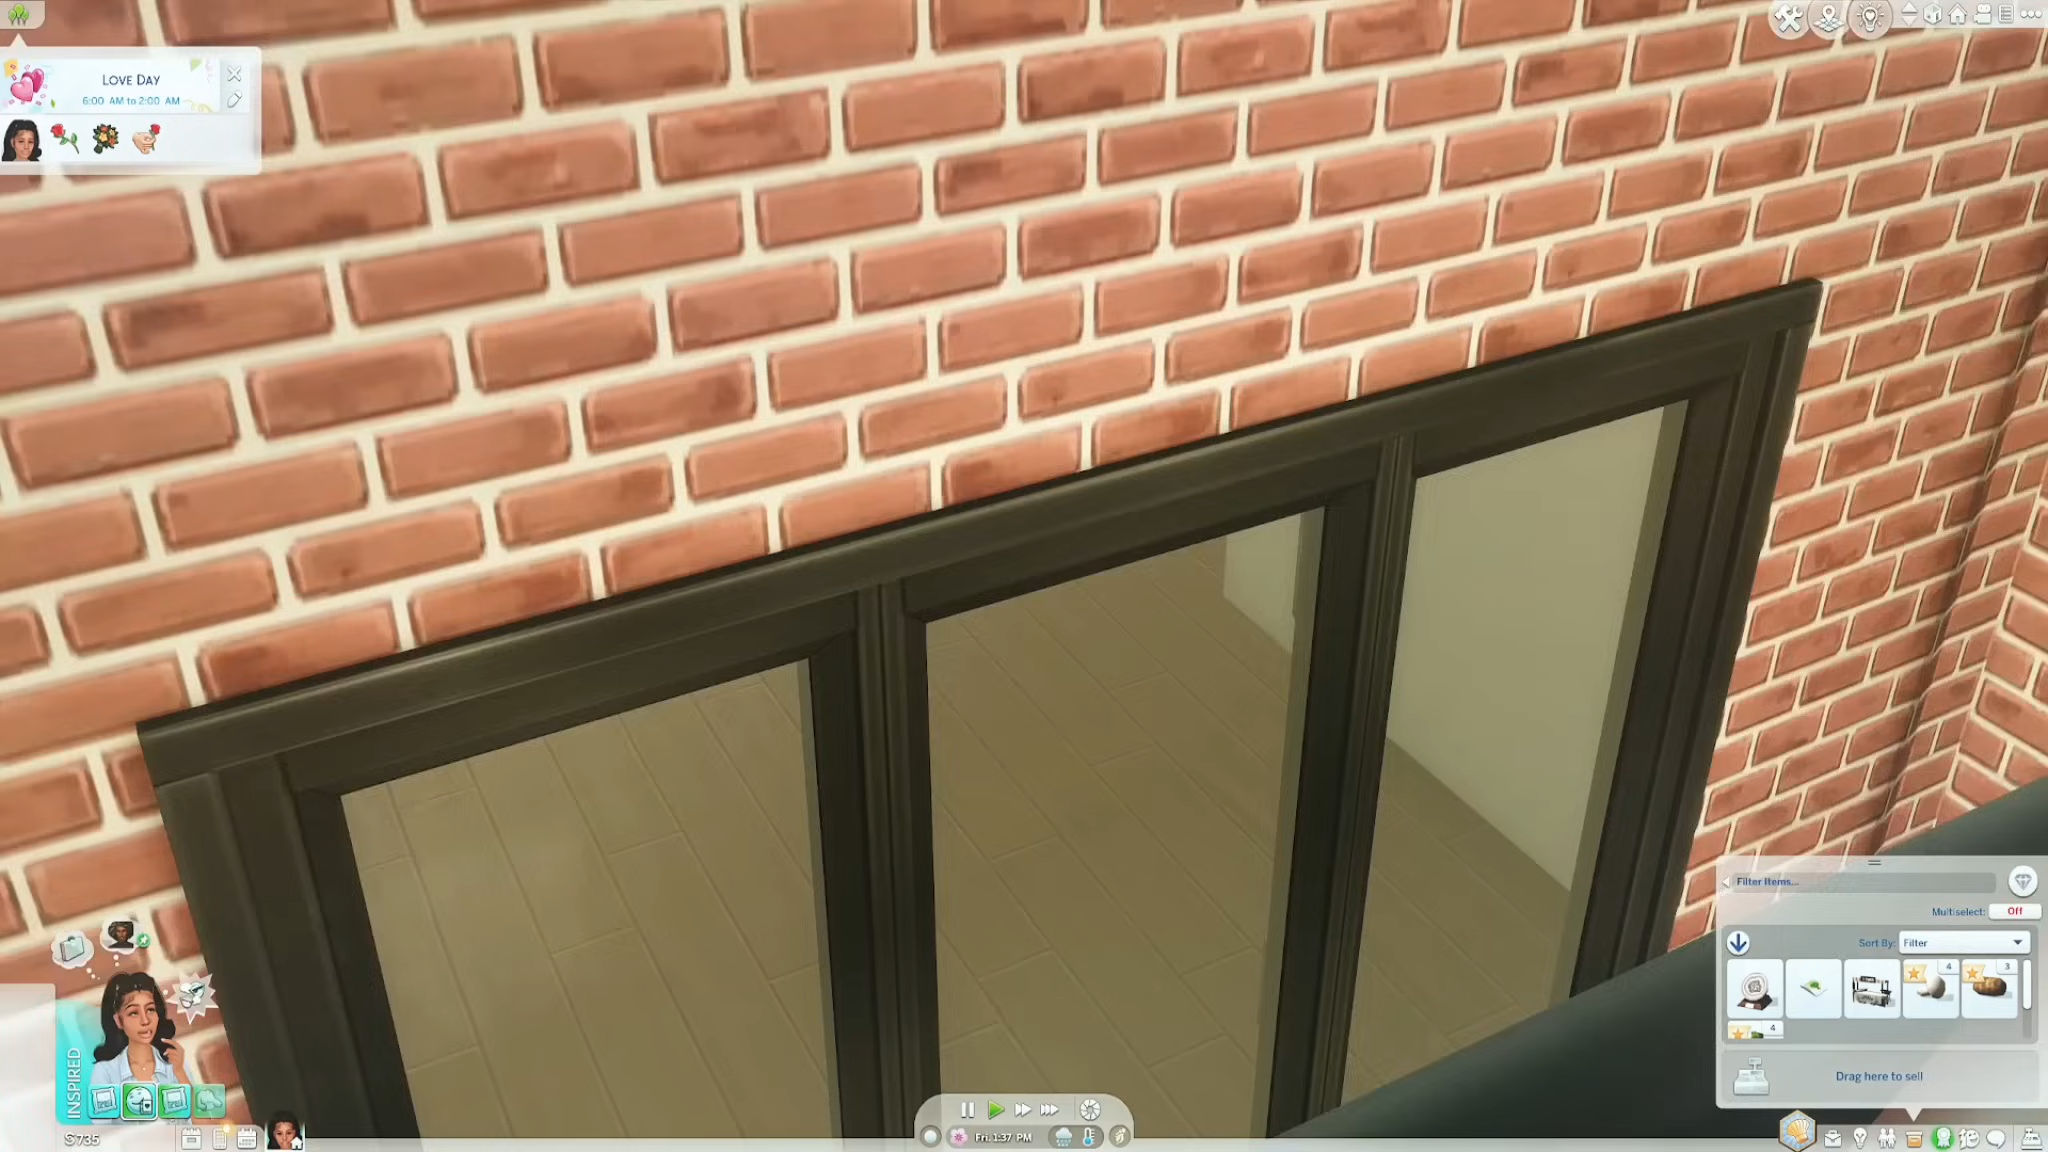 LOVE DAY
6:00 AM to 2:00 AM
Filter Items...
Multiselect: Off
Sort By: Filter
4
3
4
Drag here to sell
INSPIRED
§735
Fri. 1:37 PM